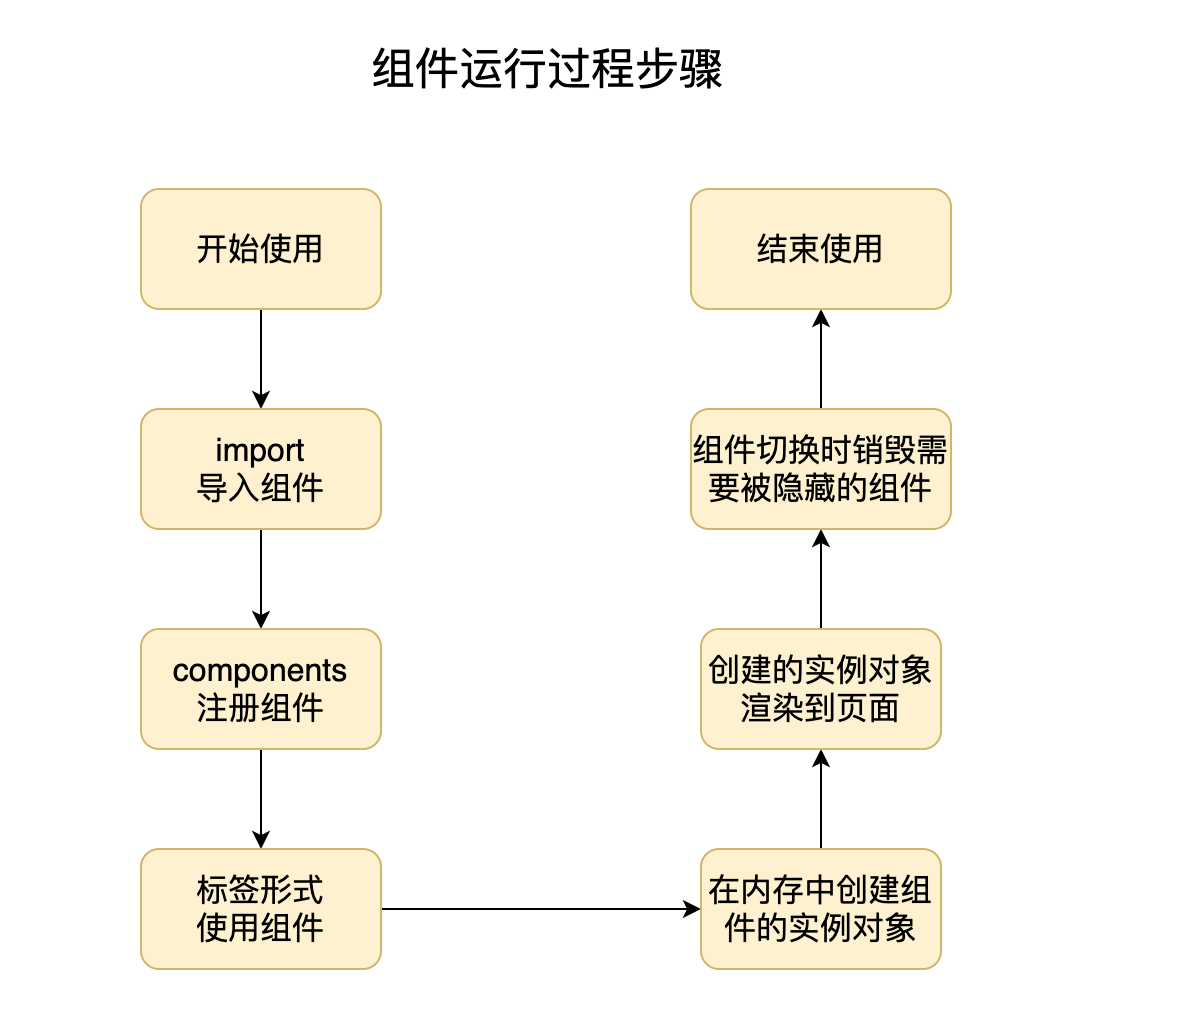 组件运行过程步骤
开始使用
import
导入组件
components
注册组件
标签形式
使用组件
在内存中创建组
件的实例对象
创建的实例对象
渲染到页面
组件切换时销毁需
要被隐藏的组件
结束使用